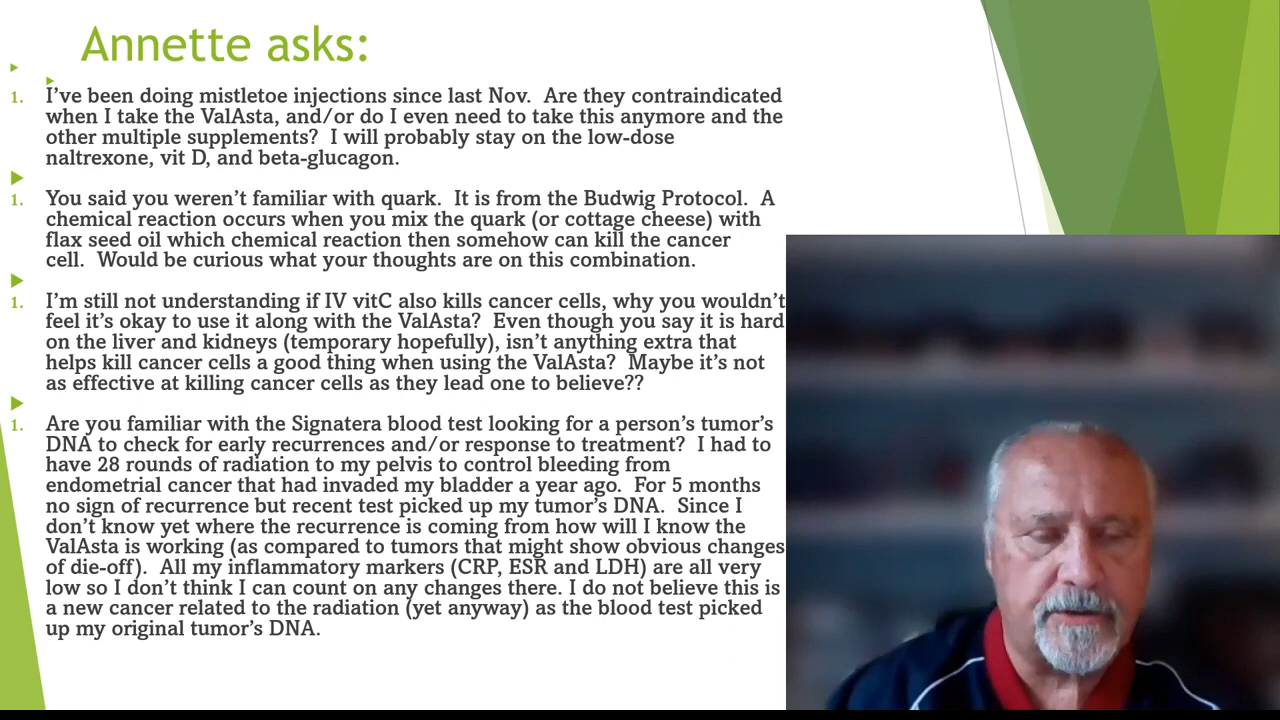 Annette asks:
1. I've been doing mistletoe injections since last Nov. Are they contraindicated
when I take the ValAsta, and/or do I even need to take this anymore and the
other multiple supplements? I will probably stay on the low-dose
naltrexone, vit D, and beta-glucagon.
1. You said you weren't familiar with quark. It is from the Budwig Protocol. A
chemical reaction occurs when you mix the quark (or cottage cheese) with
flax seed oil which chemical reaction then somehow can kill the cancer
cell. Would be curious what your thoughts are on this combination.
1. I'm still not understanding if IV vitC also kills cancer cells, why you wouldn't
feel it's okay to use it along with the ValAsta? Even though you say it is hard
on the liver and kidneys (temporary hopefully), isn't anything extra that
helps kill cancer cells a good thing when using the ValAsta? Maybe it's not
as effective at killing cancer cells as they lead one to believe??
1. Are you familiar with the Signatera blood test looking for a person's tumor's
DNA to check for early recurrences and/or response to treatment? I had to
have 28 rounds of radiation to my pelvis to control bleeding from
endometrial cancer that had invaded my bladder a year ago. For 5 months
no sign of recurrence but recent test picked up my tumor's DNA. Since I
don't know yet where the recurrence is coming from how will I know the
ValAsta is working (as compared to tumors that might show obvious changes
of die-off). All my inflammatory markers (CRP, ESR and LDH) are all very
low so I don't think I can count on any changes there. I do not believe this is
a new cancer related to the radiation (yet anyway) as the blood test picked
up my original tumor's DNA.